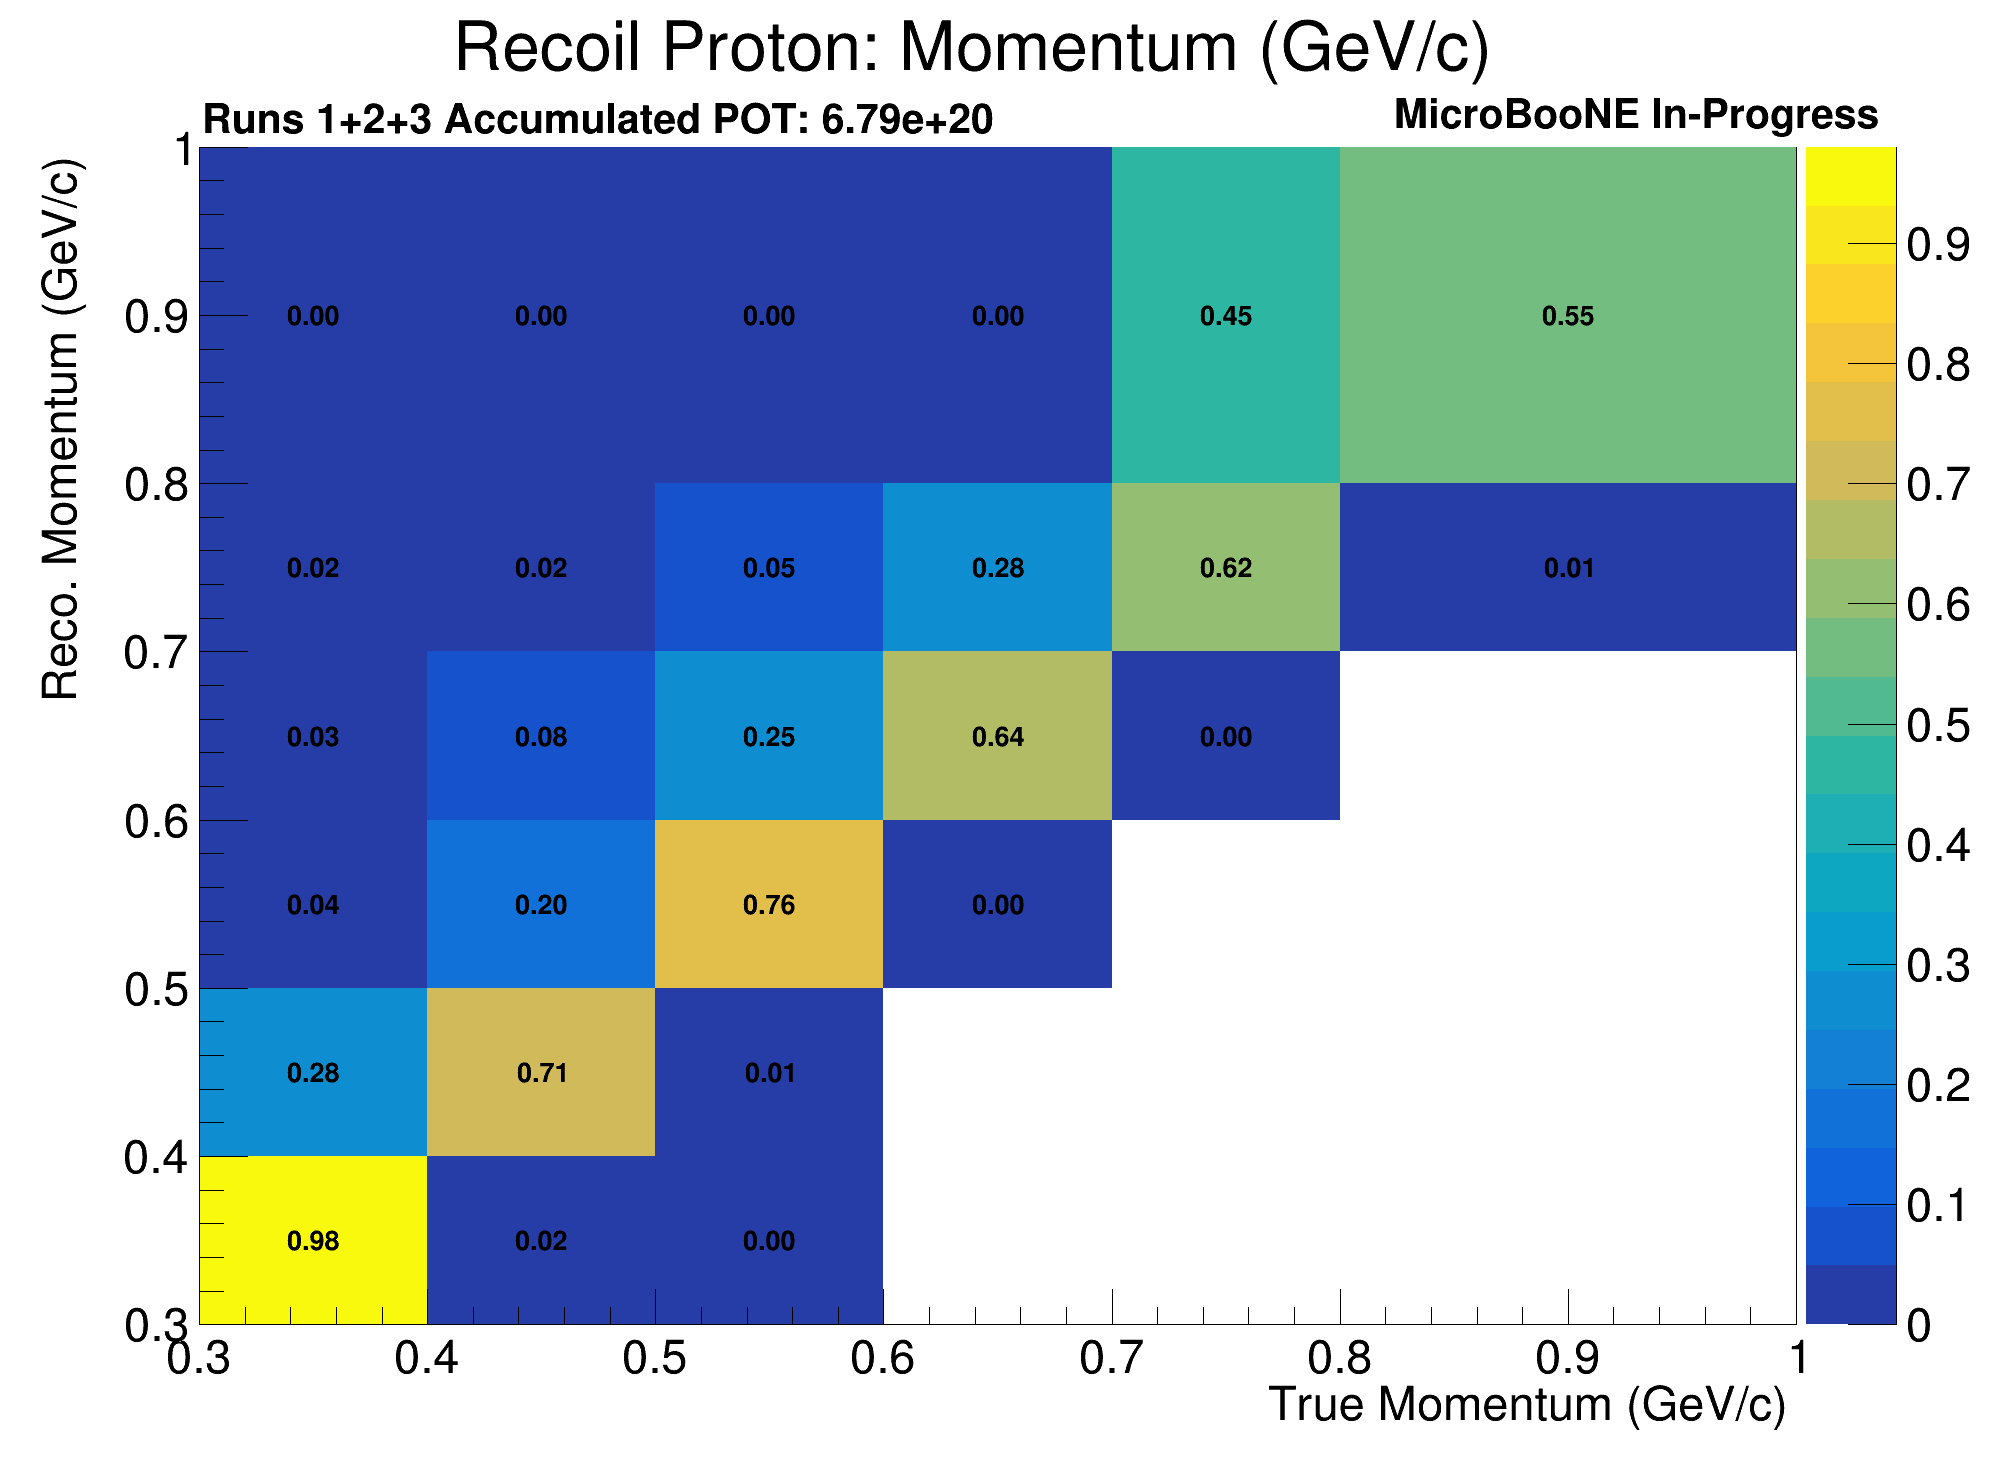 Recoil Proton: Momentum (GeV/c)
Runs 1+2+3 Accumulated POT: 6.79e+20
MicroBooNE In-Progress
Reco. Momentum (GeV/c)
1
0.9
0.8
0.7
0.6
0.5
0.4
0.3
0.00 0.00 0.00 0.00 0.45 0.55
0.02 0.02 0.05 0.28 0.62 0.01
0.03 0.08 0.25 0.64 0.00
0.04 0.20 0.76 0.00
0.28 0.71 0.01
0.98 0.02 0.00
0.3 0.4 0.5 0.6 0.7 0.8 0.9 1
True Momentum (GeV/c)
0.9
0.8
0.7
0.6
0.5
0.4
0.3
0.2
0.1
0